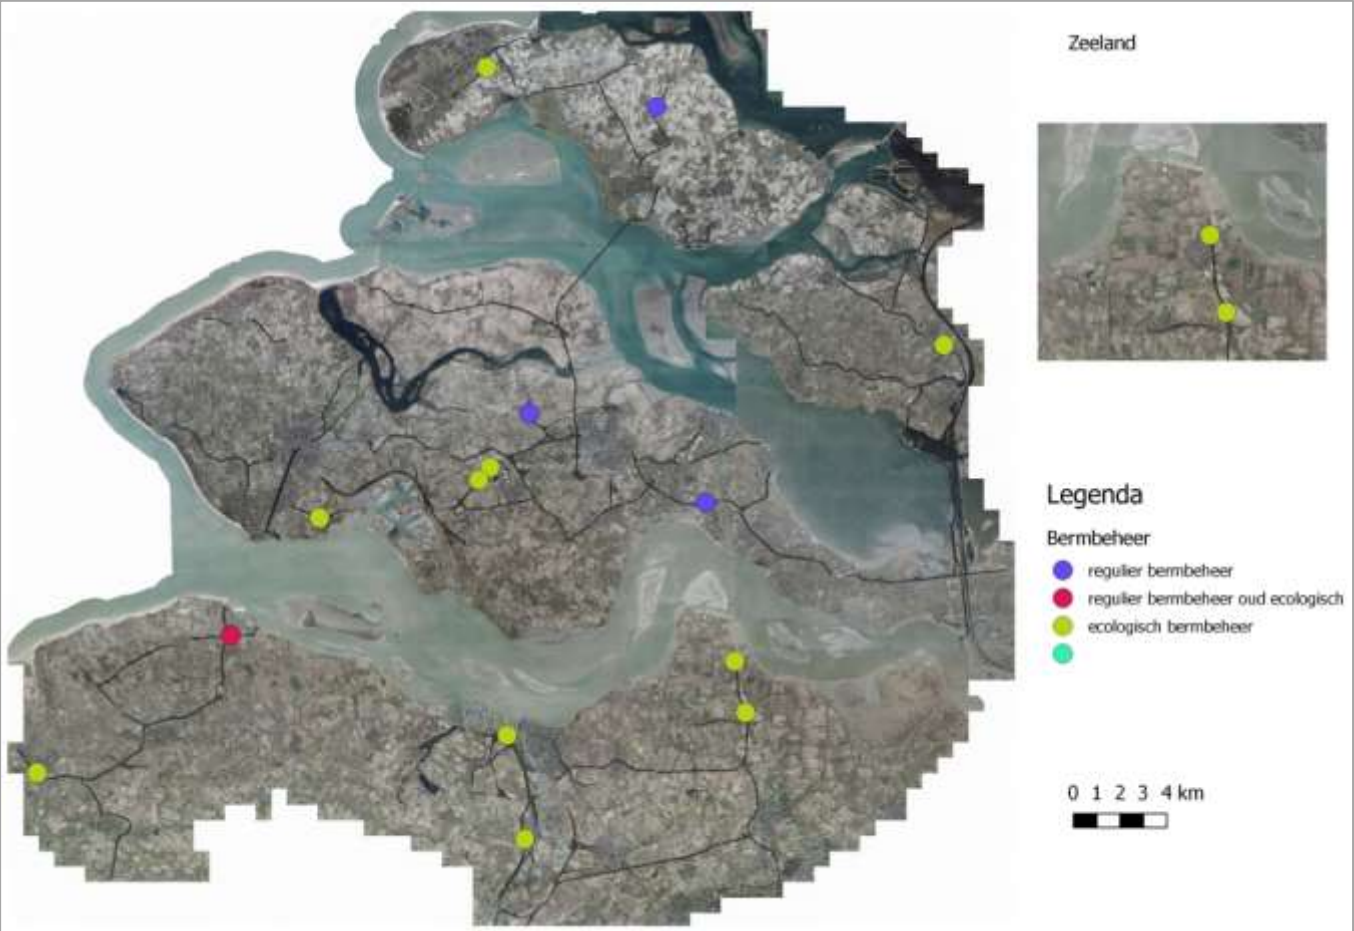 Zeeland
Legenda
Bermbeheer
regulier bermbeheer
regulier bermbeheer oud ecologisch
ecologisch bermbeheer
0 1 2 3 4 km